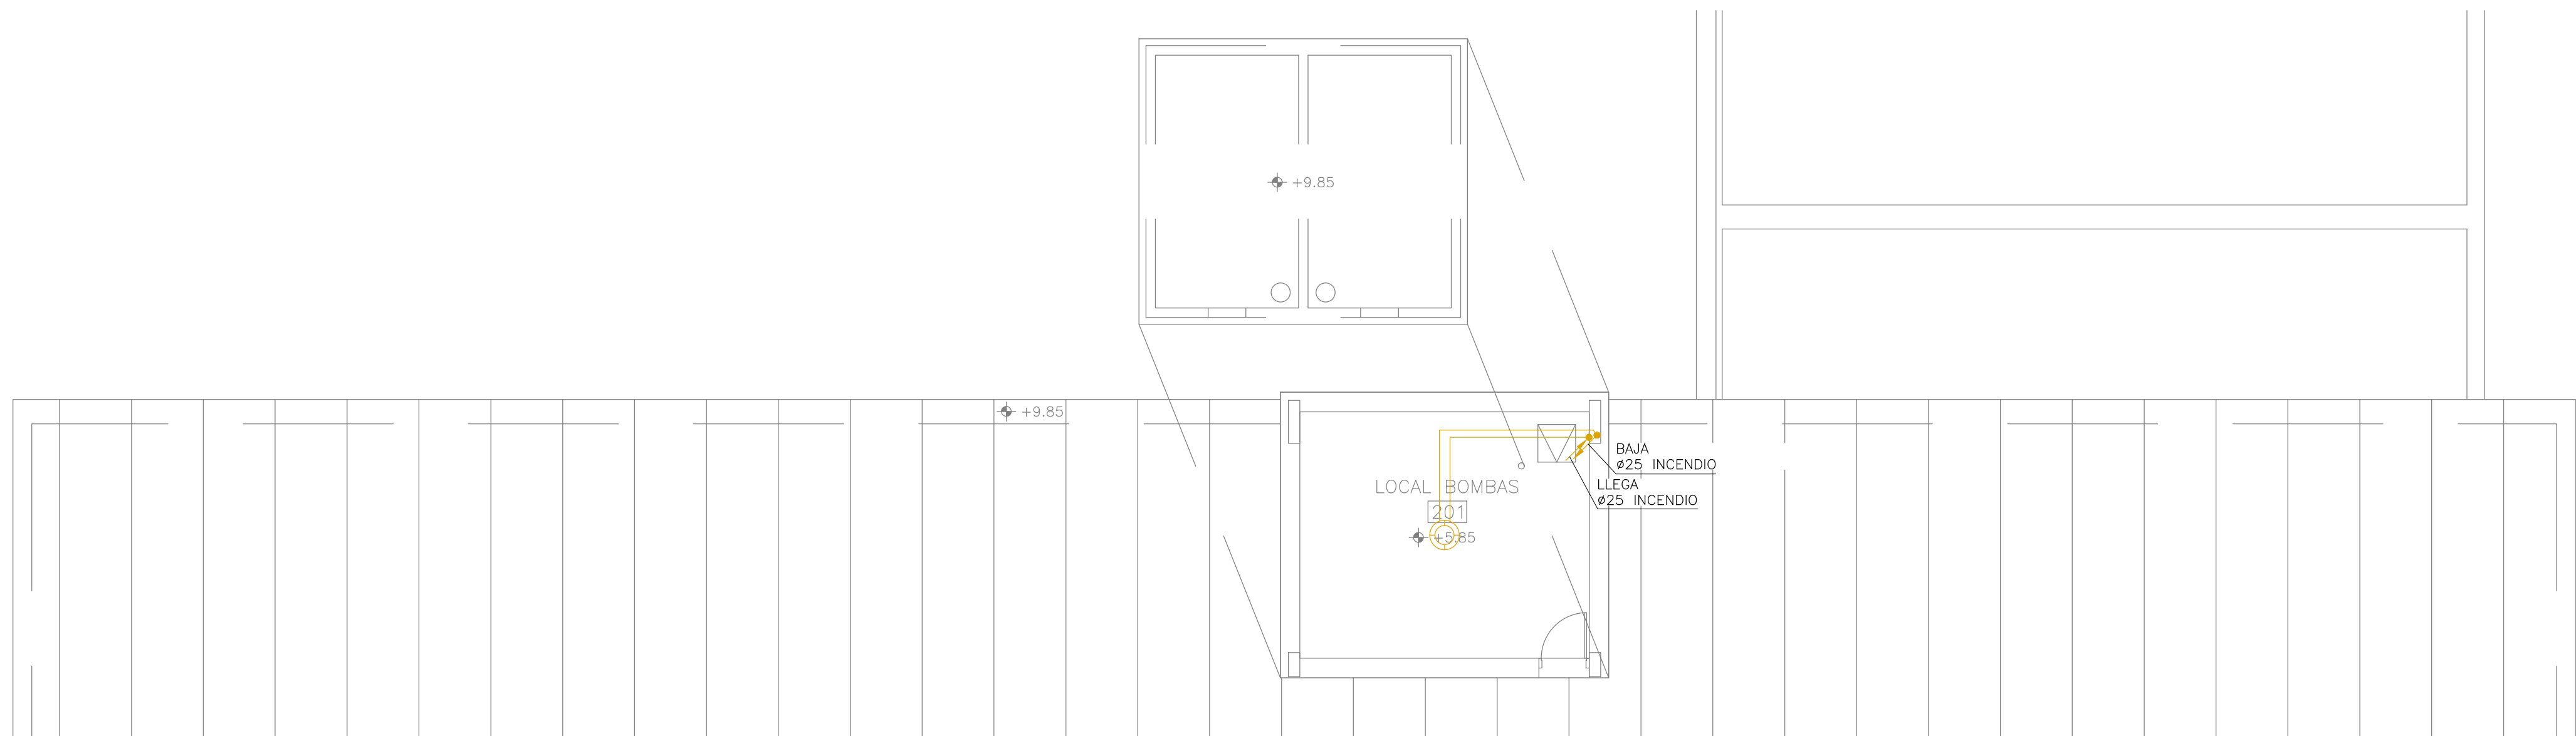 +9.85
+9.85
BAJA
ø25 INCENDIO
LLEGA
ø25 INCENDIO
LOCAL BOMBAS
201
+5.85